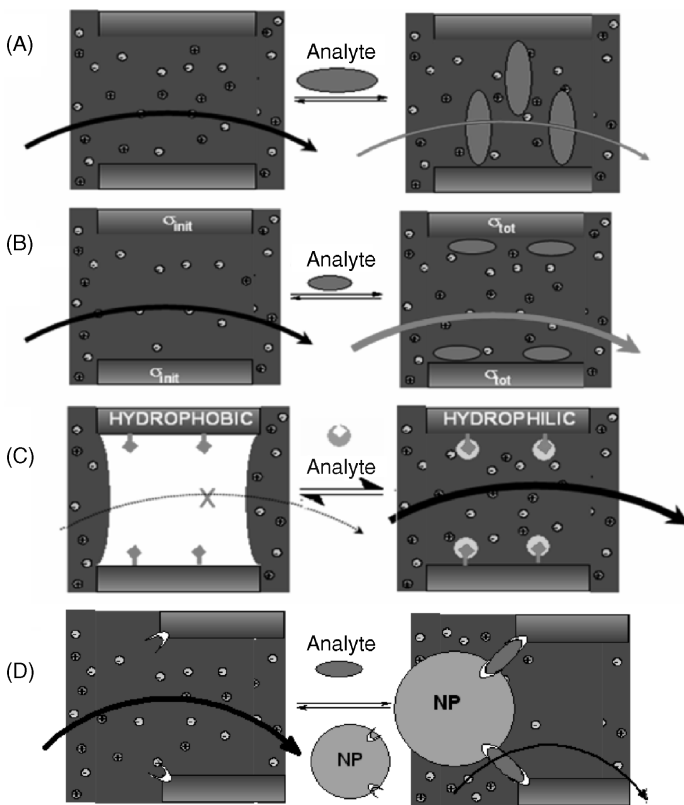 (A)
Analyte
(B)
σinit
σinit
Analyte
σtot
σtot
(C)
HYDROPHOBIC
Analyte
HYDROPHILIC
(D)
Analyte
NP
NP